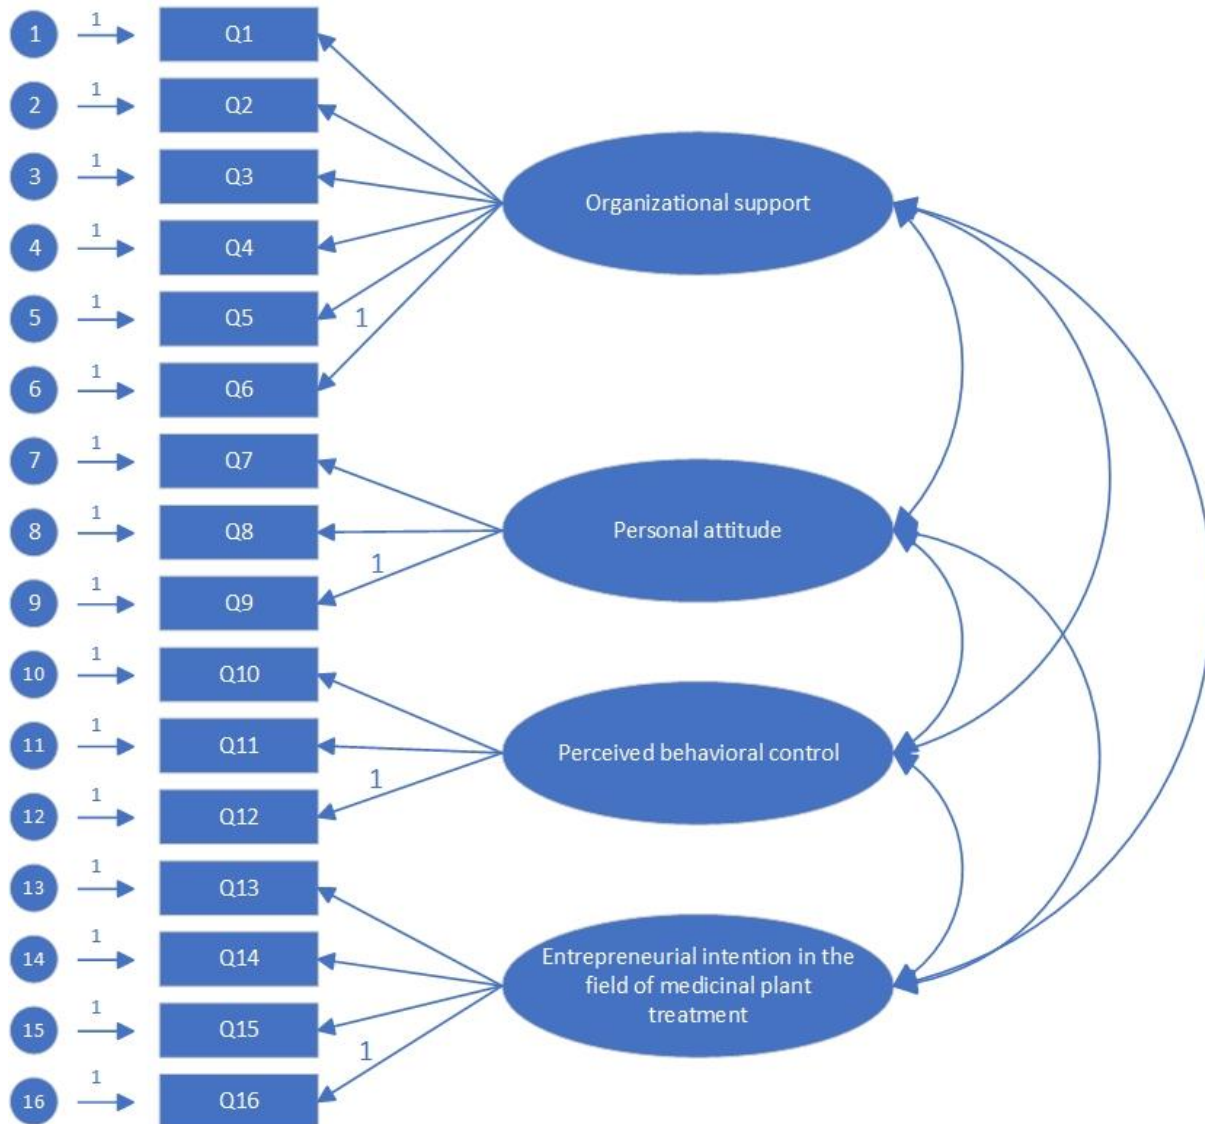 1 1 Q1
2 1 Q2
3 1 Q3
4 1 Q4
5 1 Q5
6 1 Q6
1
Organizational support
7 1 Q7
8 1 Q8
9 1 Q9
1
Personal attitude
10 1 Q10
11 1 Q11
12 1 Q12
1
Perceived behavioral control
13 1 Q13
14 1 Q14
15 1 Q15
16 1 Q16
1
Entrepreneurial intention in the
field of medicinal plant
treatment